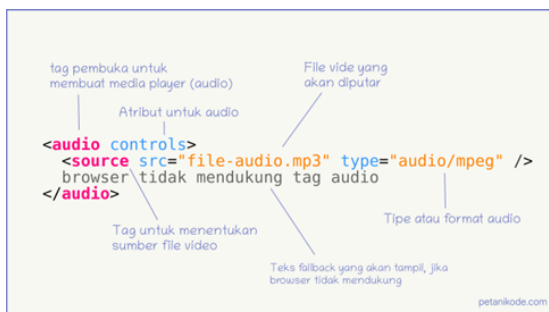 tag pembuka untuk
membuat media player (audio)
File vide yang
akan diputar
Atribut untuk audio
<audio controls>
<source src="file-audio.mp3" type="audio/mpeg" />
browser tidak mendukung tag audio
</audio>
Tag untuk menentukan
sumber file video
Tipe atau format audio
Teks fallback yang akan tampil, jika
browser tidak mendukung
petanikode.com